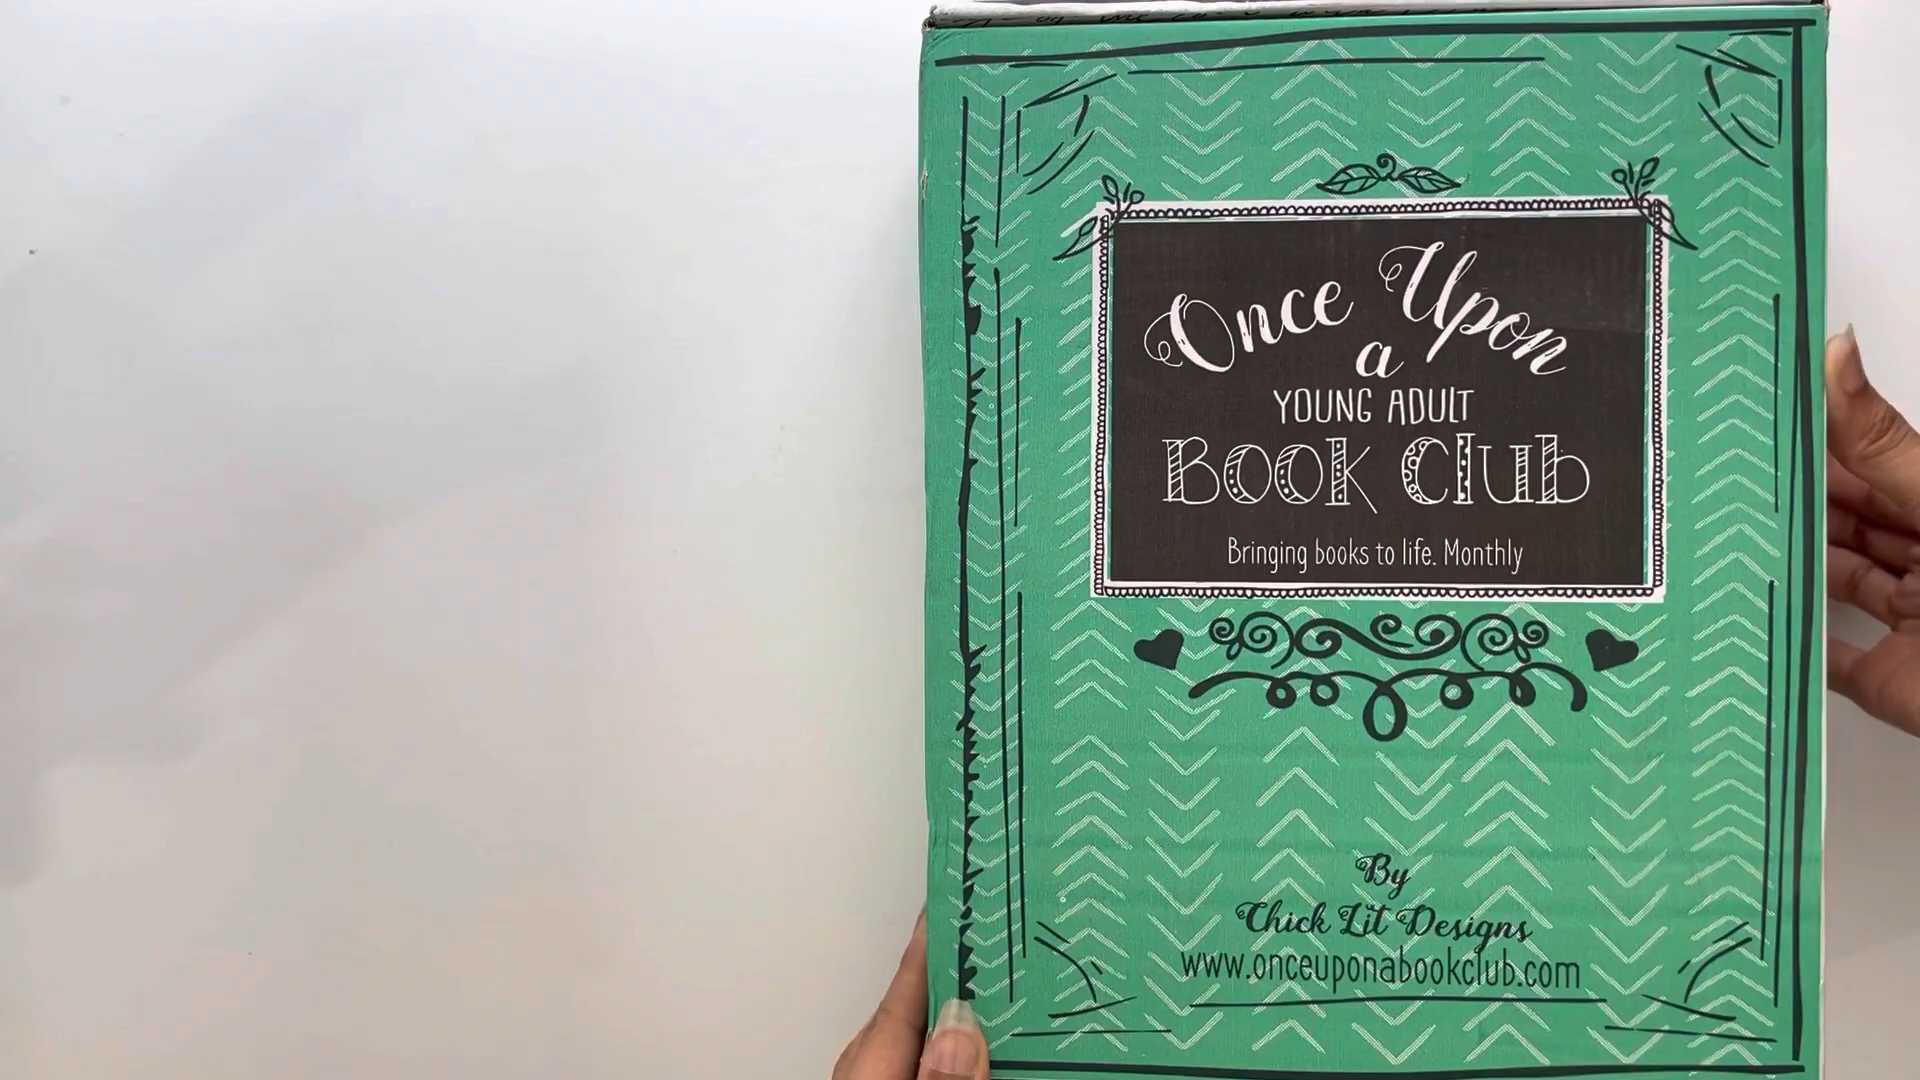 Once Upon
a
YOUNG ADULT
Book Club
Bringing books to life. Monthly
By
Chick Lit Designs
www.onceuponabookclub.com